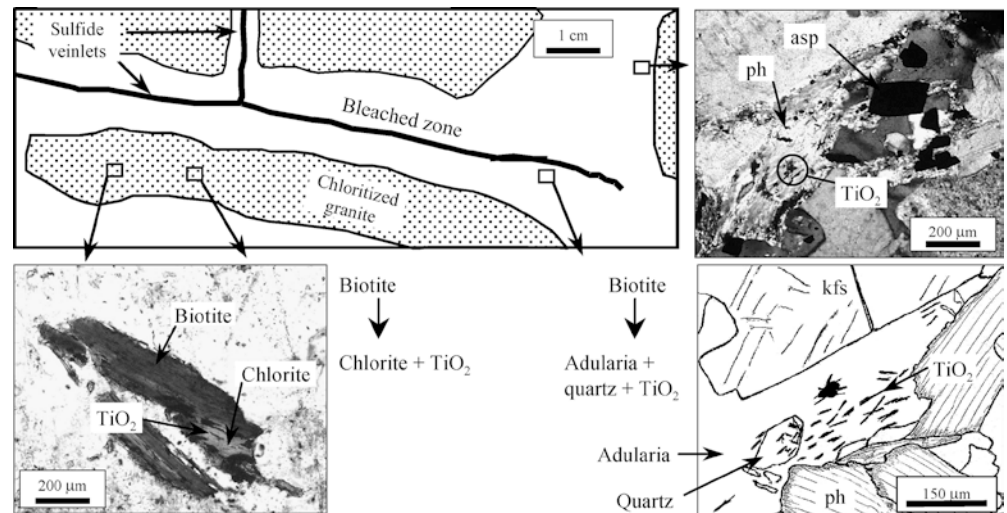 Sulfide
veinlets
1 cm
Bleached zone
Chloritized
granite
asp
ph
TiO₂
200 μm
Biotite
Chlorite
TiO₂
200 μm
Biotite
Chlorite + TiO₂
Biotite
Adularia +
quartz + TiO₂
kfs
TiO₂
Adularia
Quartz
ph
150 μm